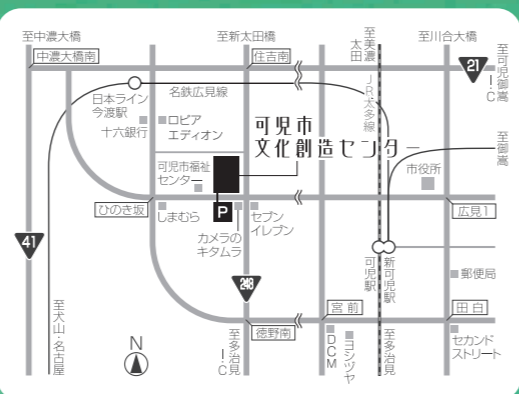 至中濃大橋
至新太田橋
至美濃
太田
至川合大橋
中濃大橋南
住吉南
21
至可児御嵩
I.C
日本ライン
今渡駅
名鉄広見線
JR太多線
十六銀行
ロピア
エディオン
可児市
文化創造センター
至御嵩
可児市福祉
センター
市役所
ひのき坂
しまむら
P
セブン
イレブン
広見1
カメラの
キタムラ
41
248
可児駅
新可児駅
郵便局
宮前
田白
徳野南
至犬山・名古屋
N
至多治見
I.C
DCM
ヨシヅヤ
至多治見
セカンド
ストリート